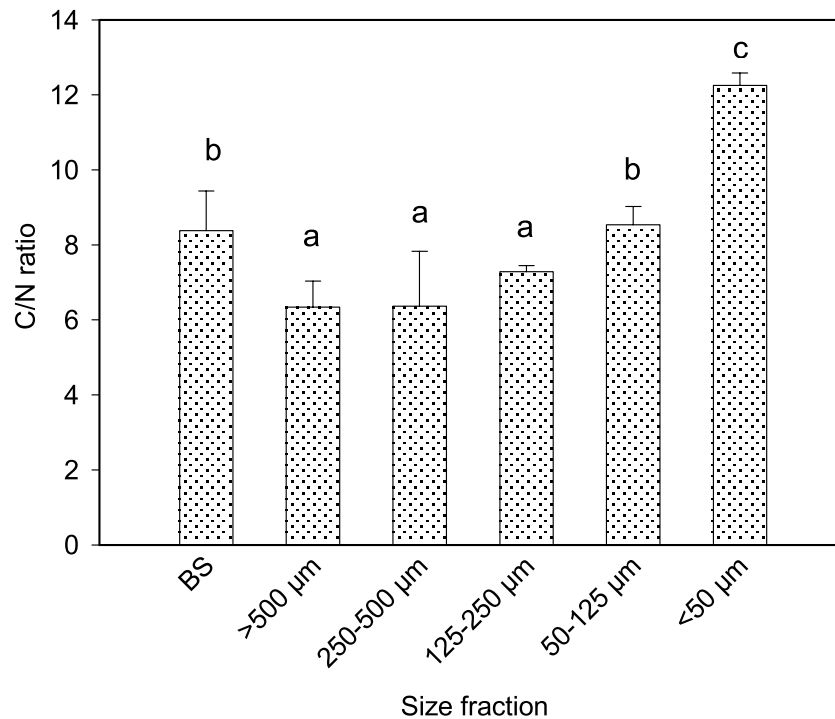 14
12
10
8
6
4
2
0
C/N ratio
b
a
a
a
b
c
BS
>500 µm
250-500 µm
125-250 µm
50-125 µm
<50 µm
Size fraction